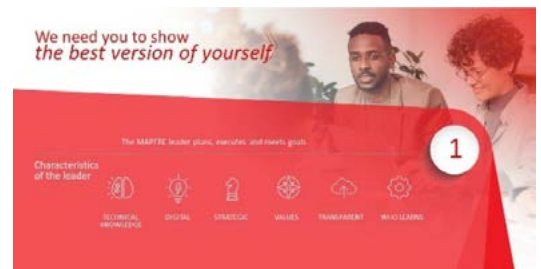 We need you to show
the best version of yourself
The MAPFRE leader plans, executes and meets goals
1
Characteristics
of the leader
TECHNICAL
KNOWLEDGE
DIGITAL
STRATEGIC
VALUES
TRANSPARENT
WHO LEARNS